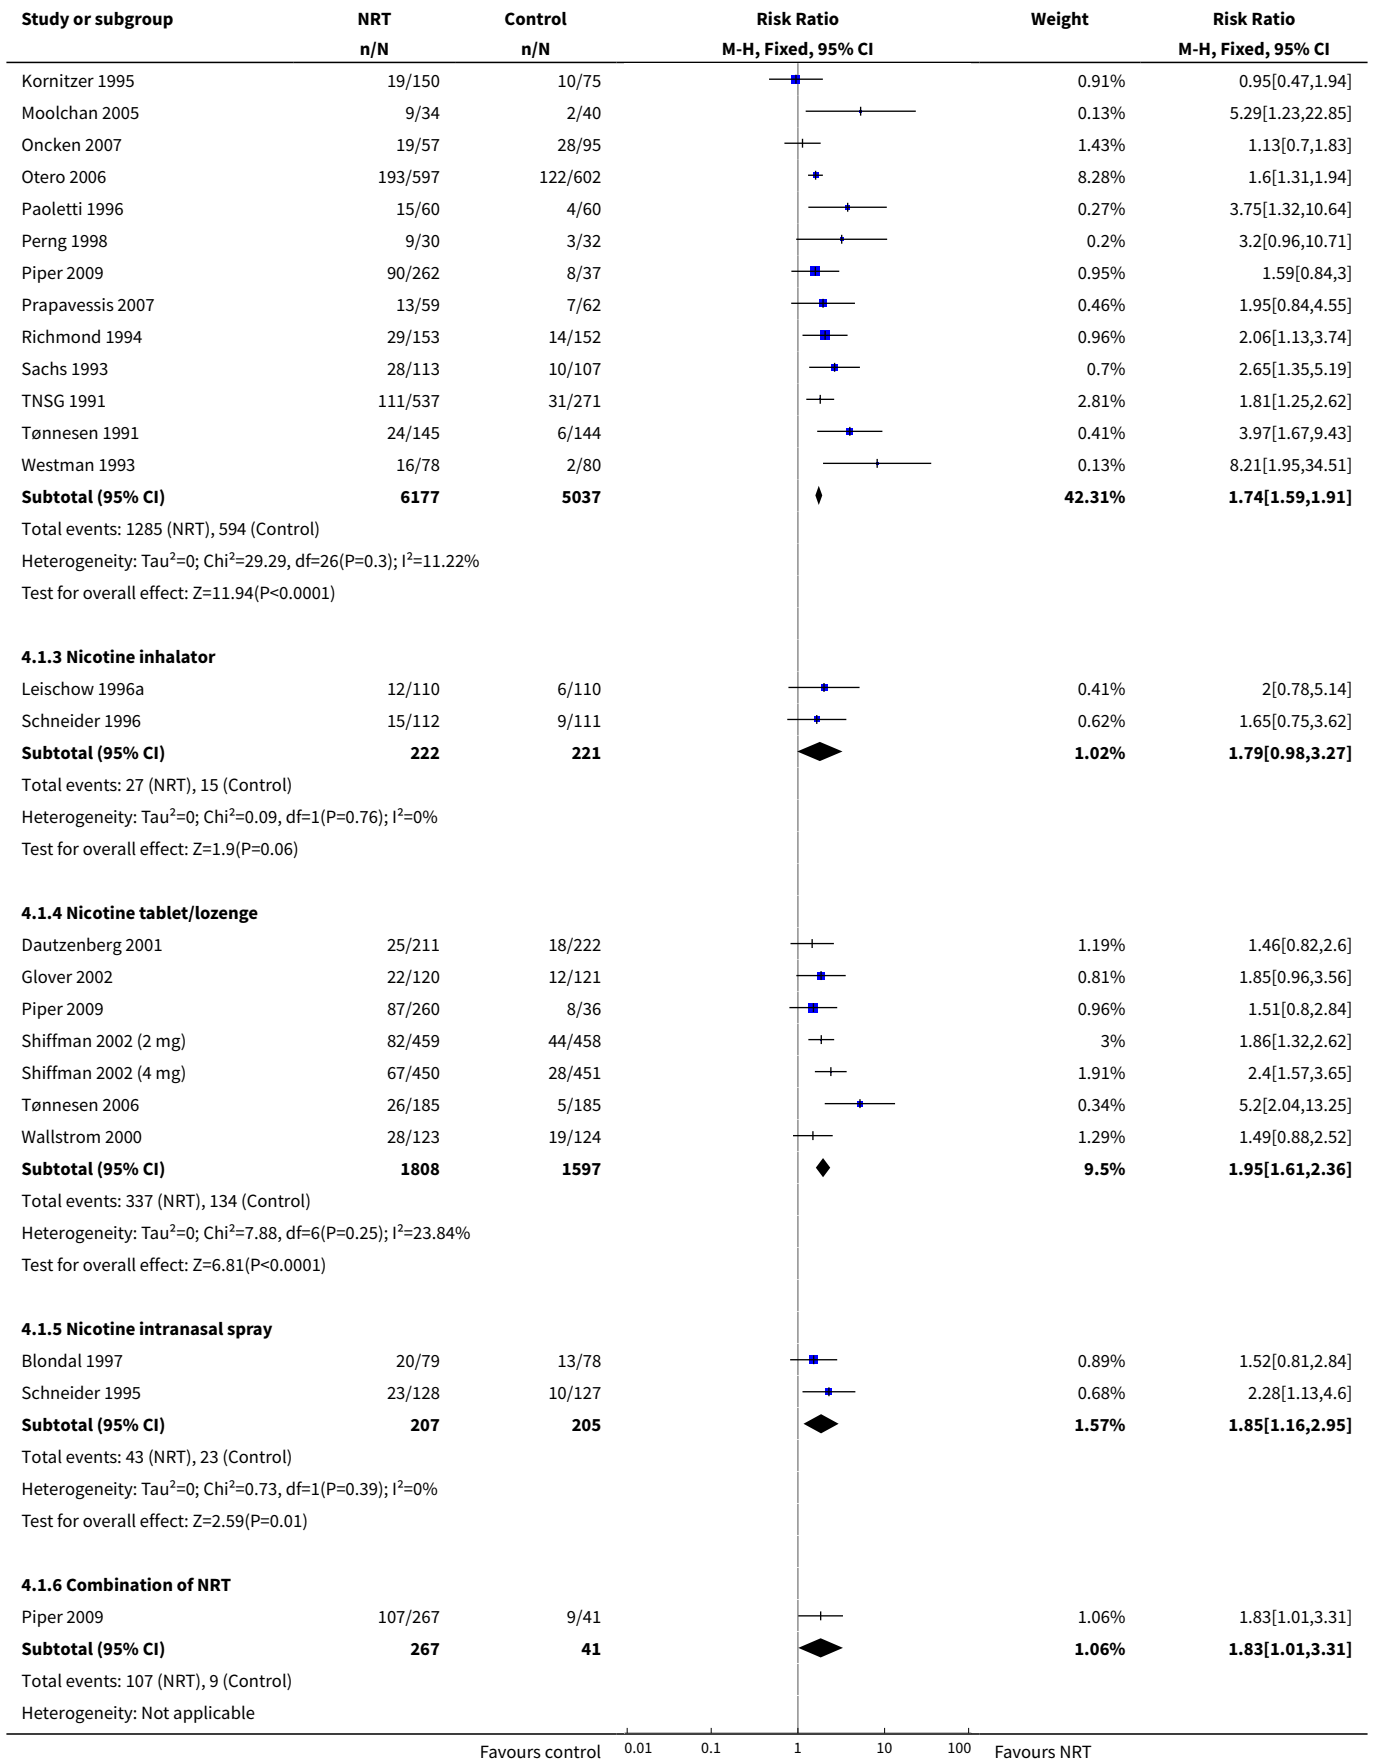 Study or subgroup NRT Control Risk Ratio Weight Risk Ratio
n/N n/N M-H, Fixed, 95% CI M-H, Fixed, 95% CI
Kornitzer 1995 19/150 10/75 0.91% 0.95[0.47,1.94]
Moolchan 2005 9/34 2/40 0.13% 5.29[1.23,22.85]
Oncken 2007 19/57 28/95 1.43% 1.13[0.7,1.83]
Otero 2006 193/597 122/602 8.28% 1.6[1.31,1.94]
Paoletti 1996 15/60 4/60 0.27% 3.75[1.32,10.64]
Perng 1998 9/30 3/32 0.2% 3.2[0.96,10.71]
Piper 2009 90/262 8/37 0.95% 1.59[0.84,3]
Prapavessis 2007 13/59 7/62 0.46% 1.95[0.84,4.55]
Richmond 1994 29/153 14/152 0.96% 2.06[1.13,3.74]
Sachs 1993 28/113 10/107 0.7% 2.65[1.35,5.19]
TNSG 1991 111/537 31/271 2.81% 1.81[1.25,2.62]
Tønnesen 1991 24/145 6/144 0.41% 3.97[1.67,9.43]
Westman 1993 16/78 2/80 0.13% 8.21[1.95,34.51]
Subtotal (95% CI) 6177 5037 42.31% 1.74[1.59,1.91]
Total events: 1285 (NRT), 594 (Control)
Heterogeneity: Tau²=0; Chi²=29.29, df=26(P=0.3); I²=11.22%
Test for overall effect: Z=11.94(P<0.0001)
4.1.3 Nicotine inhalator
Leischow 1996a 12/110 6/110 0.41% 2[0.78,5.14]
Schneider 1996 15/112 9/111 0.62% 1.65[0.75,3.62]
Subtotal (95% CI) 222 221 1.02% 1.79[0.98,3.27]
Total events: 27 (NRT), 15 (Control)
Heterogeneity: Tau²=0; Chi²=0.09, df=1(P=0.76); I²=0%
Test for overall effect: Z=1.9(P=0.06)
4.1.4 Nicotine tablet/lozenge
Dautzenberg 2001 25/211 18/222 1.19% 1.46[0.82,2.6]
Glover 2002 22/120 12/121 0.81% 1.85[0.96,3.56]
Piper 2009 87/260 8/36 0.96% 1.51[0.8,2.84]
Shiffman 2002 (2 mg) 82/459 44/458 3% 1.86[1.32,2.62]
Shiffman 2002 (4 mg) 67/450 28/451 1.91% 2.4[1.57,3.65]
Tønnesen 2006 26/185 5/185 0.34% 5.2[2.04,13.25]
Wallstrom 2000 28/123 19/124 1.29% 1.49[0.88,2.52]
Subtotal (95% CI) 1808 1597 9.5% 1.95[1.61,2.36]
Total events: 337 (NRT), 134 (Control)
Heterogeneity: Tau²=0; Chi²=7.88, df=6(P=0.25); I²=23.84%
Test for overall effect: Z=6.81(P<0.0001)
4.1.5 Nicotine intranasal spray
Blondal 1997 20/79 13/78 0.89% 1.52[0.81,2.84]
Schneider 1995 23/128 10/127 0.68% 2.28[1.13,4.6]
Subtotal (95% CI) 207 205 1.57% 1.85[1.16,2.95]
Total events: 43 (NRT), 23 (Control)
Heterogeneity: Tau²=0; Chi²=0.73, df=1(P=0.39); I²=0%
Test for overall effect: Z=2.59(P=0.01)
4.1.6 Combination of NRT
Piper 2009 107/267 9/41 1.06% 1.83[1.01,3.31]
Subtotal (95% CI) 267 41 1.06% 1.83[1.01,3.31]
Total events: 107 (NRT), 9 (Control)
Heterogeneity: Not applicable
Favours control 0.01 0.1 1 10 100 Favours NRT